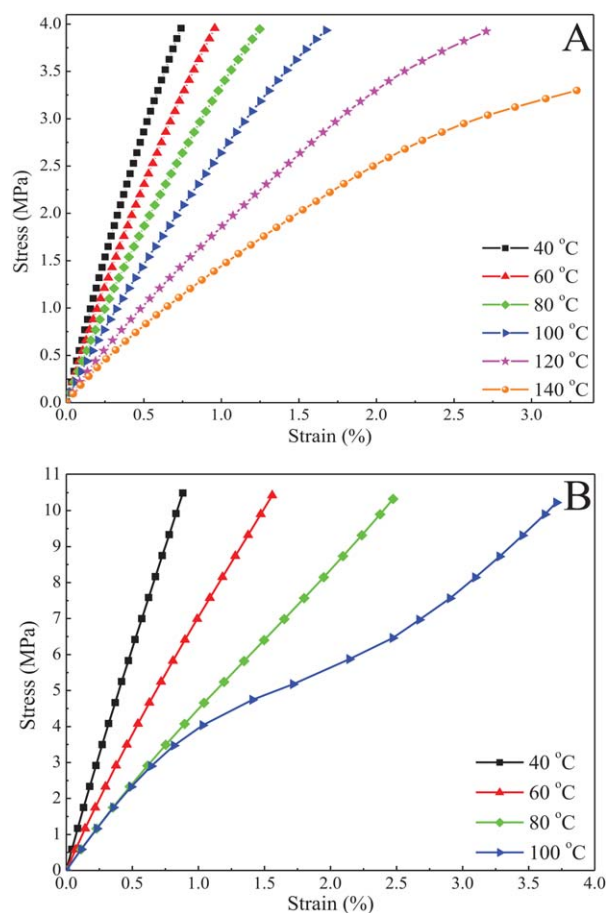 A
4.0
3.5
3.0
2.5
2.0
1.5
1.0
0.5
0.0
Stress (MPa)
40 °C
60 °C
80 °C
100 °C
120 °C
140 °C
0.0 0.5 1.0 1.5 2.0 2.5 3.0
Strain (%)
B
11
10
9
8
7
6
5
4
3
2
1
0
Stress (MPa)
40 °C
60 °C
80 °C
100 °C
0.0 0.5 1.0 1.5 2.0 2.5 3.0 3.5 4.0
Strain (%)